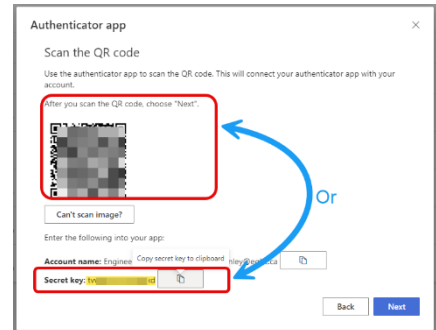 Authenticator app
Scan the QR code
Use the authenticator app to scan the QR code. This will connect your authenticator app with your
account.
After you scan the QR code, choose "Next".
Or
Can't scan image?
Enter the following into your app:
Copy secret key to clipboard
Account name: Enginee
Secret key:
Back
Next